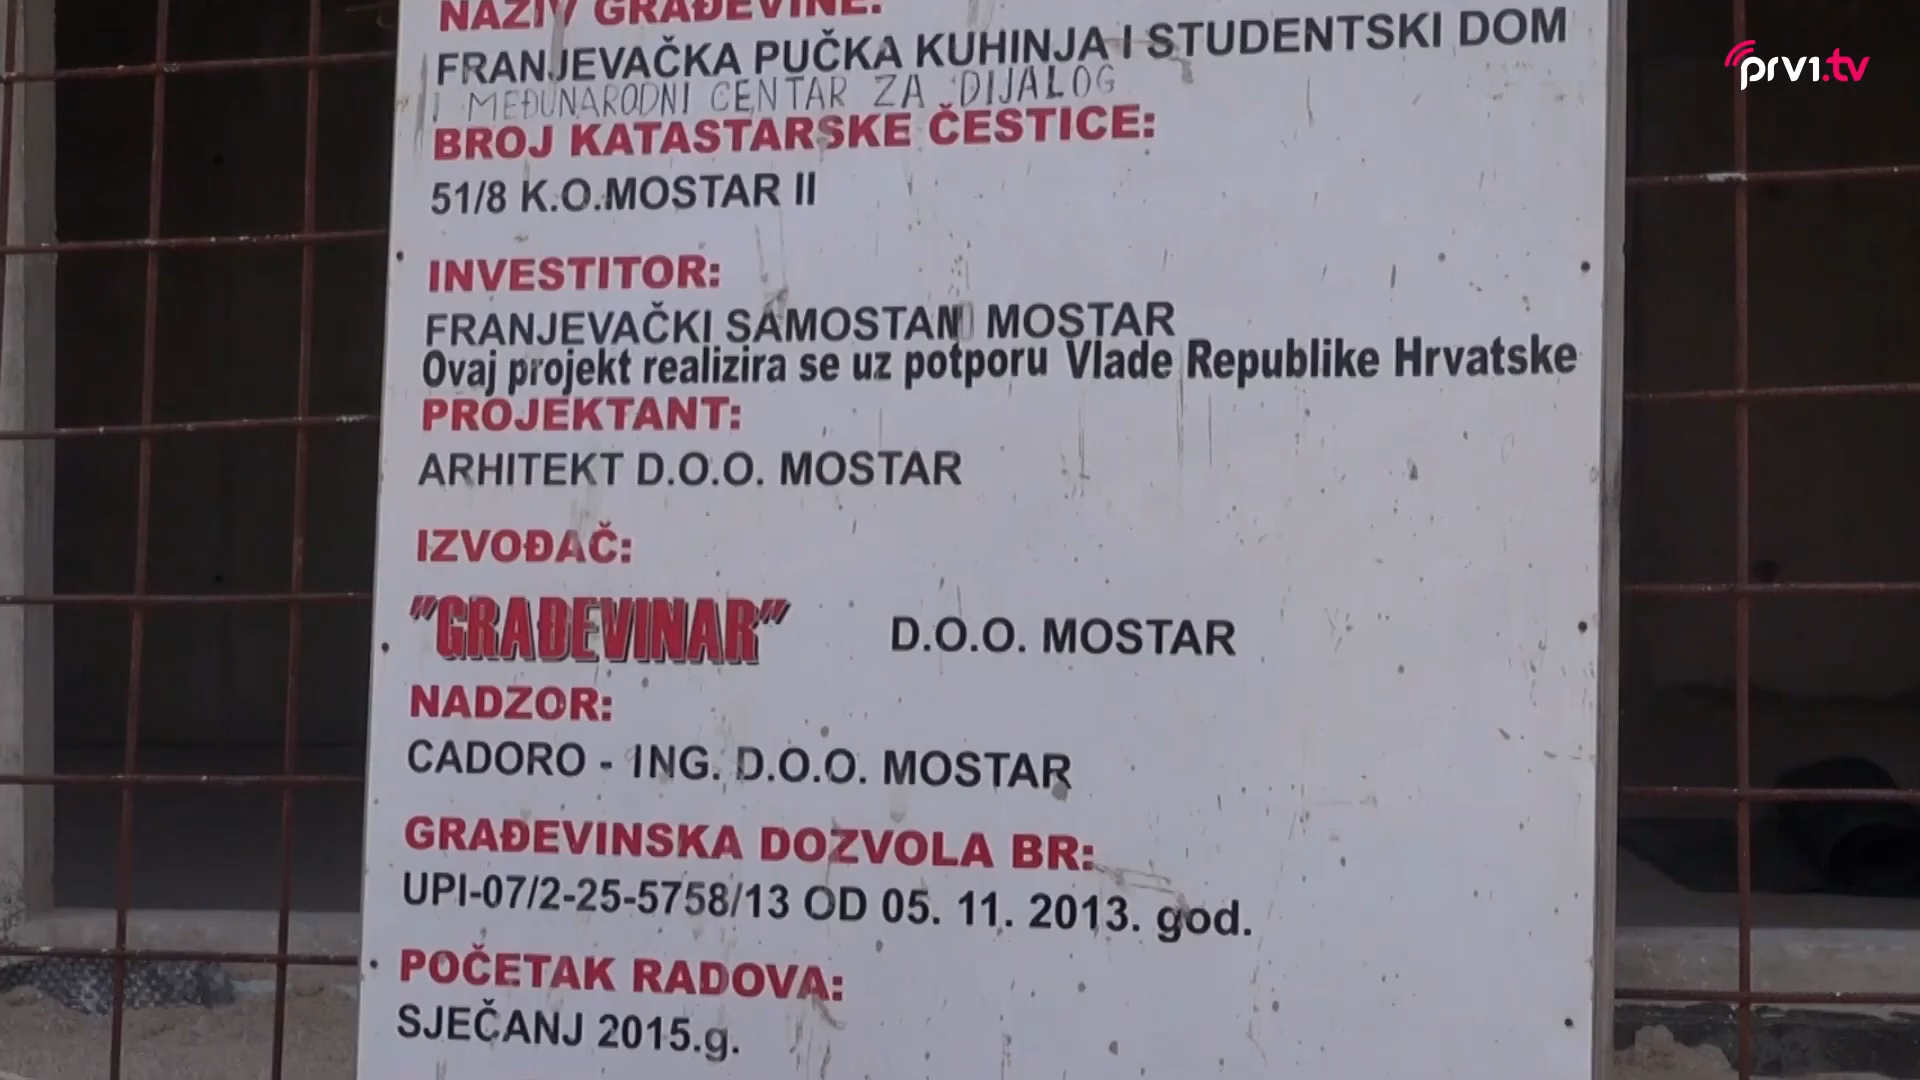 NAZIV GRAĐEVINE:
prv1.tv
FRANJEVAČKA PUČKA KUHINJA I STUDENTSKI DOM
I MEĐUNARODNI CENTAR ZA DIJALOG
BROJ KATASTARSKE ČESTICE:
51/8 K.O.MOSTAR II
INVESTITOR:
FRANJEVAČKI SAMOSTAN MOSTAR
Ovaj projekt realizira se uz potporu Vlade Republike Hrvatske
PROJEKTANT:
ARHITEKT D.O.O. MOSTAR
IZVOĐAČ:
"GRAĐEVINAR" D.O.O. MOSTAR
NADZOR:
CADORO - ING. D.O.O. MOSTAR
GRAĐEVINSKA DOZVOLA BR:
UPI-07/2-25-5758/13 OD 05. 11. 2013. god.
POČETAK RADOVA:
SJEČANJ 2015.g.